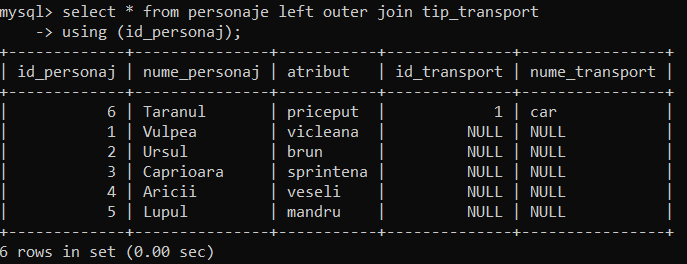 mysql> select * from personaje left outer join tip_transport
    -> using (id_personaj);
+-------------+--------------+-----------+--------------+----------------+
| id_personaj | nume_personaj | atribut   | id_transport | nume_transport |
+-------------+--------------+-----------+--------------+----------------+
|           6 | Taranul       | priceput  |            1 | car            |
|           1 | Vulpea        | vicleana  |         NULL | NULL           |
|           2 | Ursul         | brun      |         NULL | NULL           |
|           3 | Caprioara     | sprintena |         NULL | NULL           |
|           4 | Aricii        | veseli    |         NULL | NULL           |
|           5 | Lupul         | mandru    |         NULL | NULL           |
+-------------+--------------+-----------+--------------+----------------+
6 rows in set (0.00 sec)